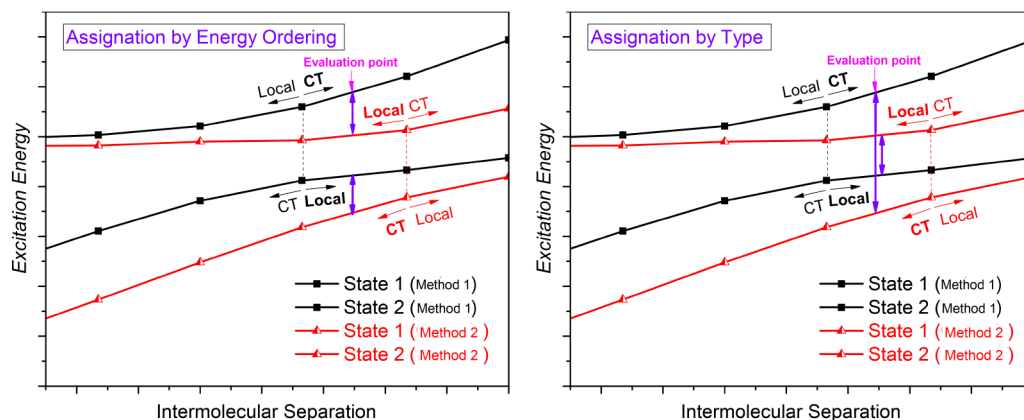 Assignation by Energy Ordering
Evaluation point
Local CT
Local CT
CT Local
CT Local
State 1 (Method 1)
State 2 (Method 1)
State 1 ( Method 2 )
State 2 ( Method 2 )
Excitation Energy
Intermolecular Separation
Assignation by Type
Evaluation point
Local CT
Local CT
CT Local
CT Local
State 1 (Method 1)
State 2 (Method 1)
State 1 ( Method 2 )
State 2 ( Method 2 )
Excitation Energy
Intermolecular Separation